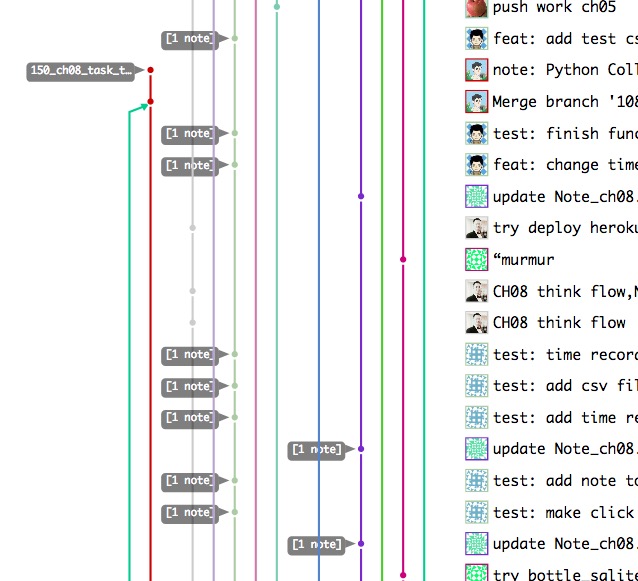 push work ch05
[1 note] feat: add test cs
150_ch08_task_t… note: Python Coll
Merge branch '108
[1 note] test: finish func
[1 note] feat: change time
update Note_ch08.
try deploy heroku
“murmur
CH08 think flow,N
CH08 think flow
[1 note] test: time record
[1 note] test: add csv fil
[1 note] test: add time re
[1 note] update Note_ch08.
[1 note] test: add note to
[1 note] test: make click
[1 note] update Note_ch08.
try bottle_sqlite